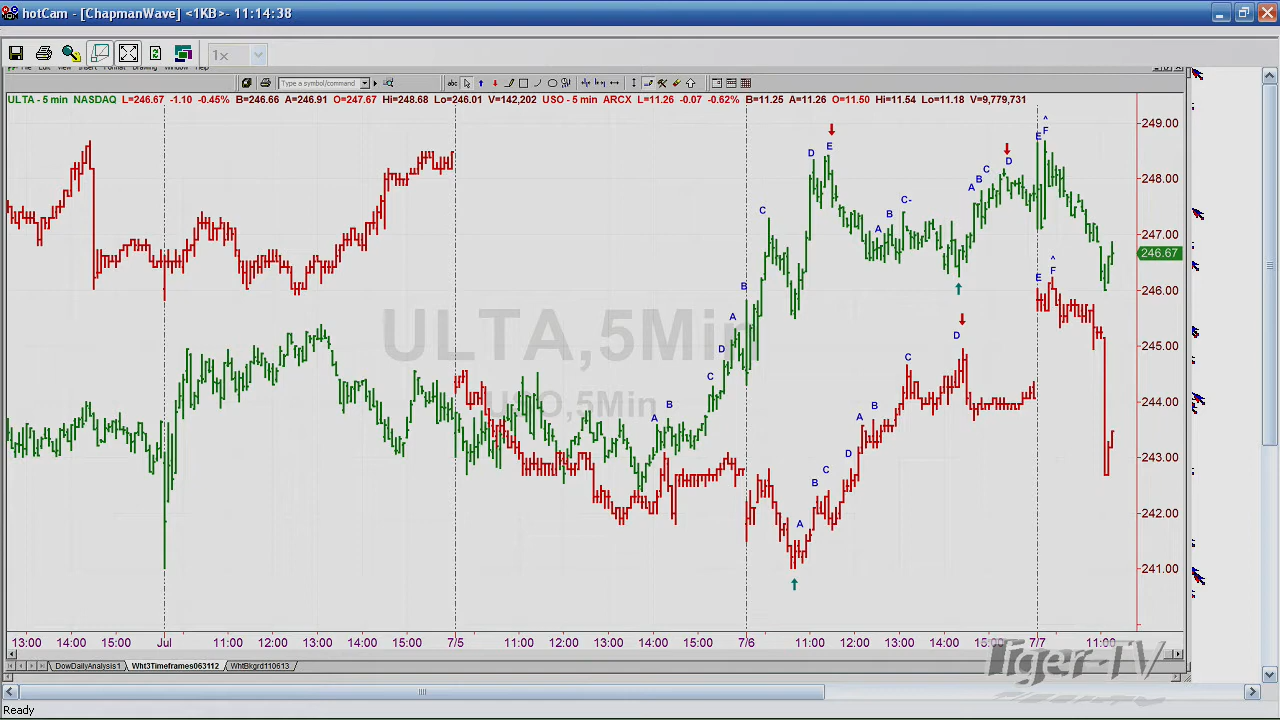 hotCam - [ChapmanWave] <1KB>- 11:14:38
1x
Type a symbol/command
abc
ULTA - 5 min NASDAQ L=246.67 -1.10 -0.45% B=246.66 A=246.91 O=247.67 Hi=248.68 Lo=246.01 V=142,202 USO - 5 min ARCX L=11.26 -0.07 -0.62% B=11.25 A=11.26 O=11.50 Hi=11.54 Lo=11.18 V=9,779,731
249.00
248.00
247.00
246.67
246.00
245.00
244.00
243.00
242.00
241.00
ULTA,5Min
USO,5Min
A B C D A B C D E
A B C-
A B C D
E F
A B C D A B C D
E F
13:00 14:00 15:00 Jul 11:00 12:00 13:00 14:00 15:00 7/5 11:00 12:00 13:00 14:00 15:00 7/6 11:00 12:00 13:00 14:00 15:00 7/7 11:00
DowDailyAnalysis1 Wht3Timeframes063112 WhtBkgrd110613
Tiger-TV
Ready